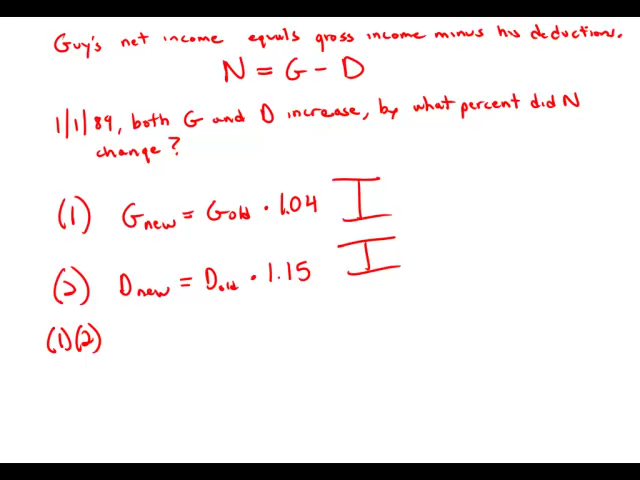 Guy's net income equals gross income minus his deductions.
N = G - D
1/1/89, both G and D increase, by what percent did N
change?
(1) Gnew = Gold · 1.04 I
(2) Dnew = Dold · 1.15 I
(1)(2)